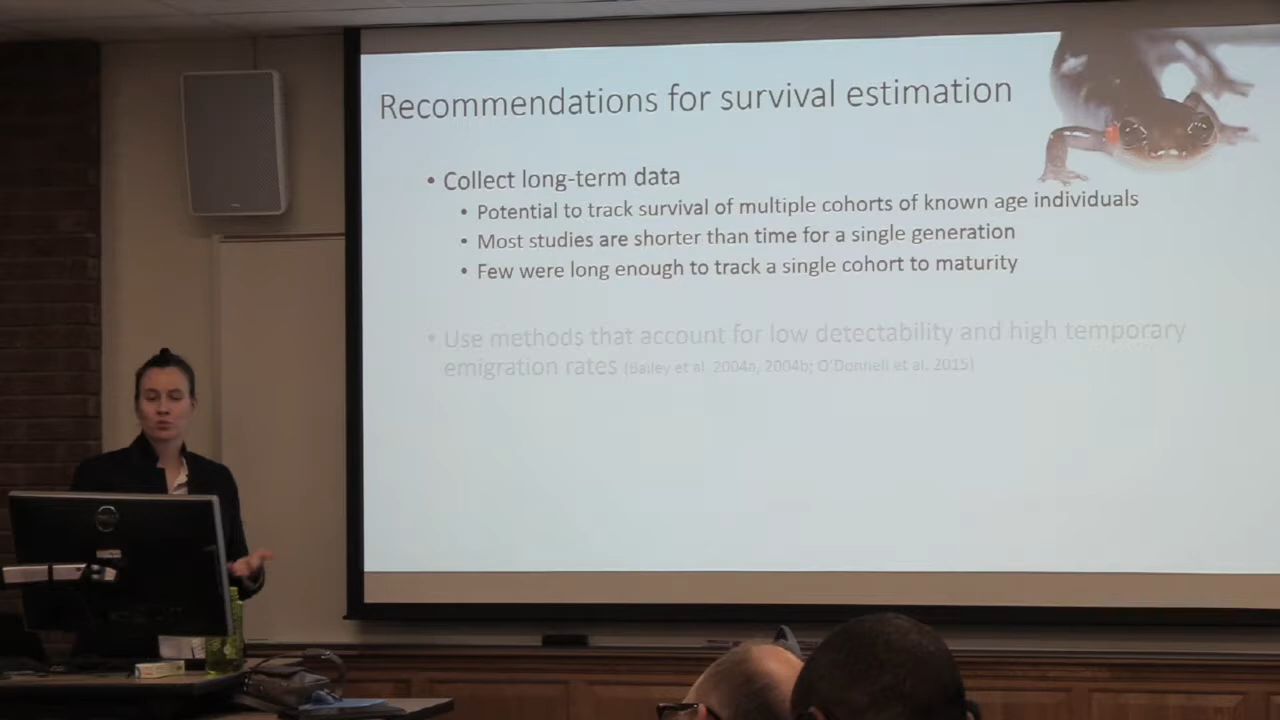 Recommendations for survival estimation
• Collect long-term data
• Potential to track survival of multiple cohorts of known age individuals
• Most studies are shorter than time for a single generation
• Few were long enough to track a single cohort to maturity
• Use methods that account for low detectability and high temporary
emigration rates (Bailey et al. 2004a, 2004b; O'Donnell et al. 2015)
DELL